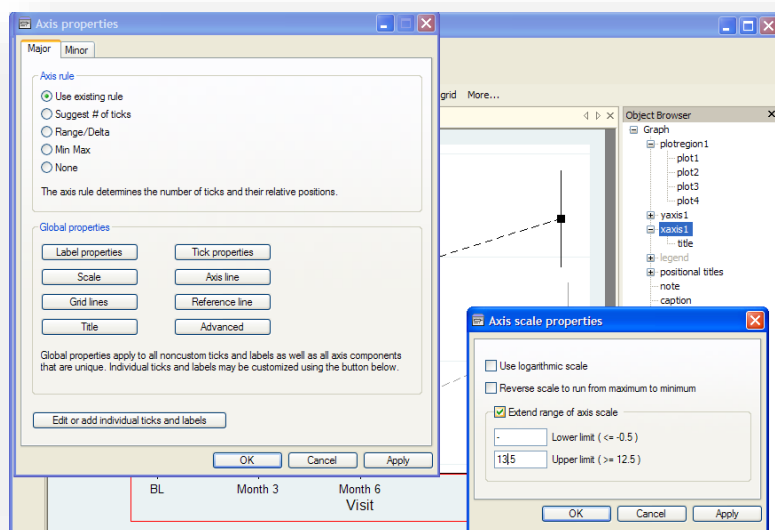 Axis properties
Major Minor
Axis rule
Use existing rule
Suggest # of ticks
Range/Delta
Min Max
None
The axis rule determines the number of ticks and their relative positions.
Global properties
Label properties Tick properties
Scale Axis line
Grid lines Reference line
Title Advanced
Global properties apply to all noncustom ticks and labels as well as all axis components
that are unique. Individual ticks and labels may be customized using the button below.
Edit or add individual ticks and labels
OK Cancel Apply
grid More...
Object Browser
Graph
plotregion1
plot1
plot2
plot3
plot4
yaxis1
xaxis1
title
legend
positional titles
note
caption
BL Month 3 Month 6
Visit
Axis scale properties
Use logarithmic scale
Reverse scale to run from maximum to minimum
Extend range of axis scale
- Lower limit ( <= -0.5 )
13.5 Upper limit ( >= 12.5 )
OK Cancel Apply